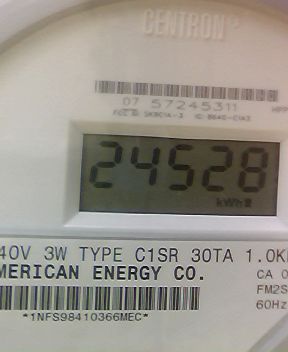 CENTRON®
07 57245311
24528
kWh
40V 3W TYPE C1SR 30TA 1.0K
MERICAN ENERGY CO.
CA 0
FM2S
60Hz
*1NFS98410366MEC*